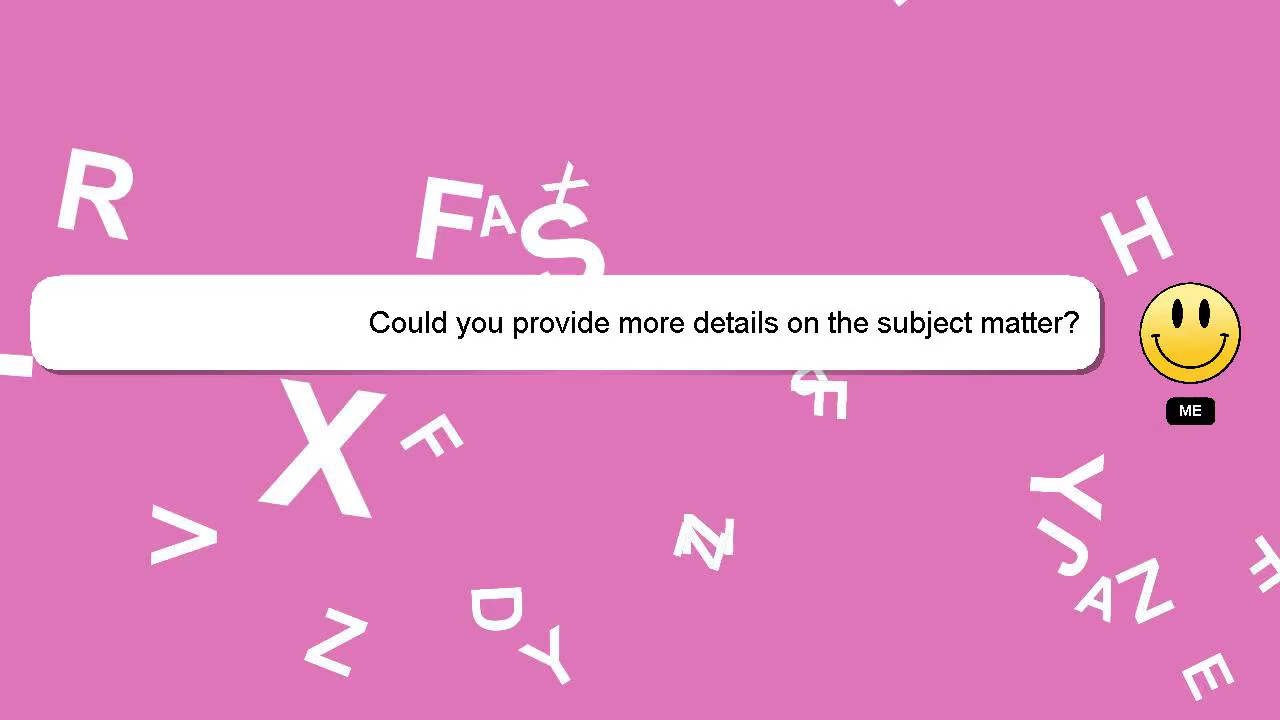 R
F
A
X
S
H
Could you provide more details on the subject matter?
ME
X
F
F
Y
V
N
J
A
Z
F
D
Y
Z
E